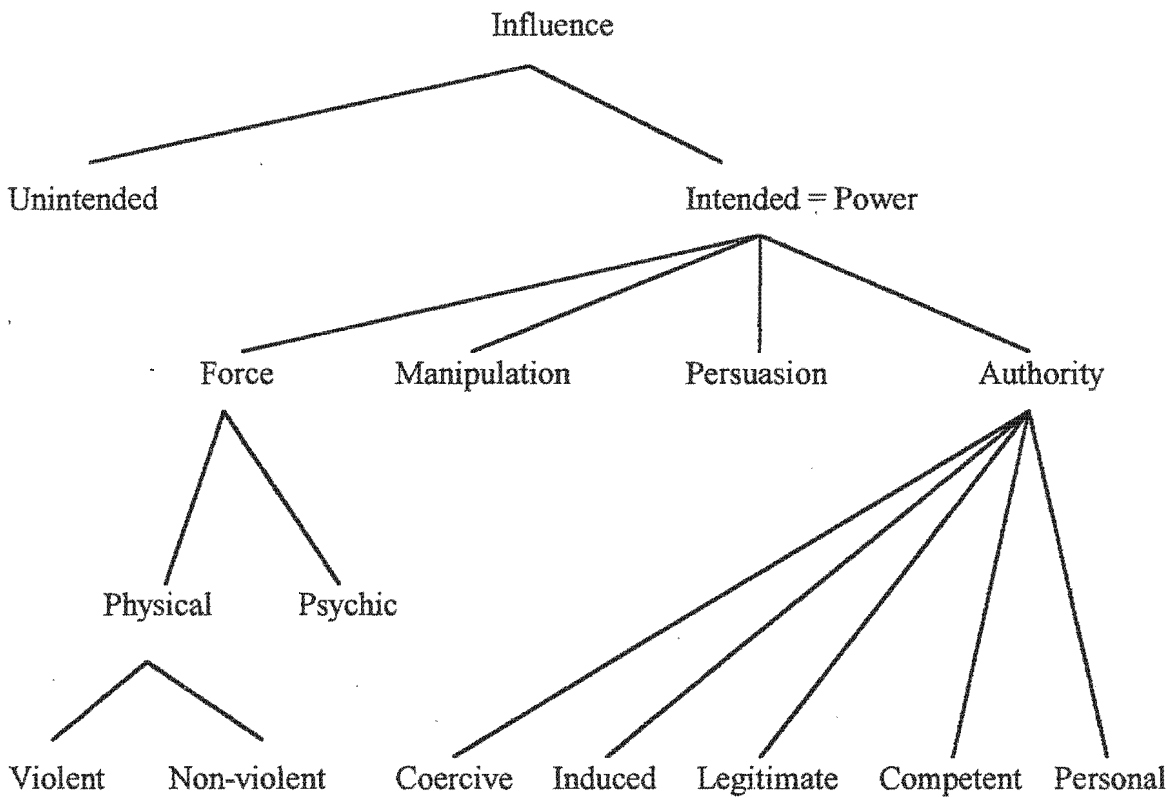 Influence
Unintended Intended = Power
Force Manipulation Persuasion Authority
Physical Psychic
Violent Non-violent Coercive Induced Legitimate Competent Personal